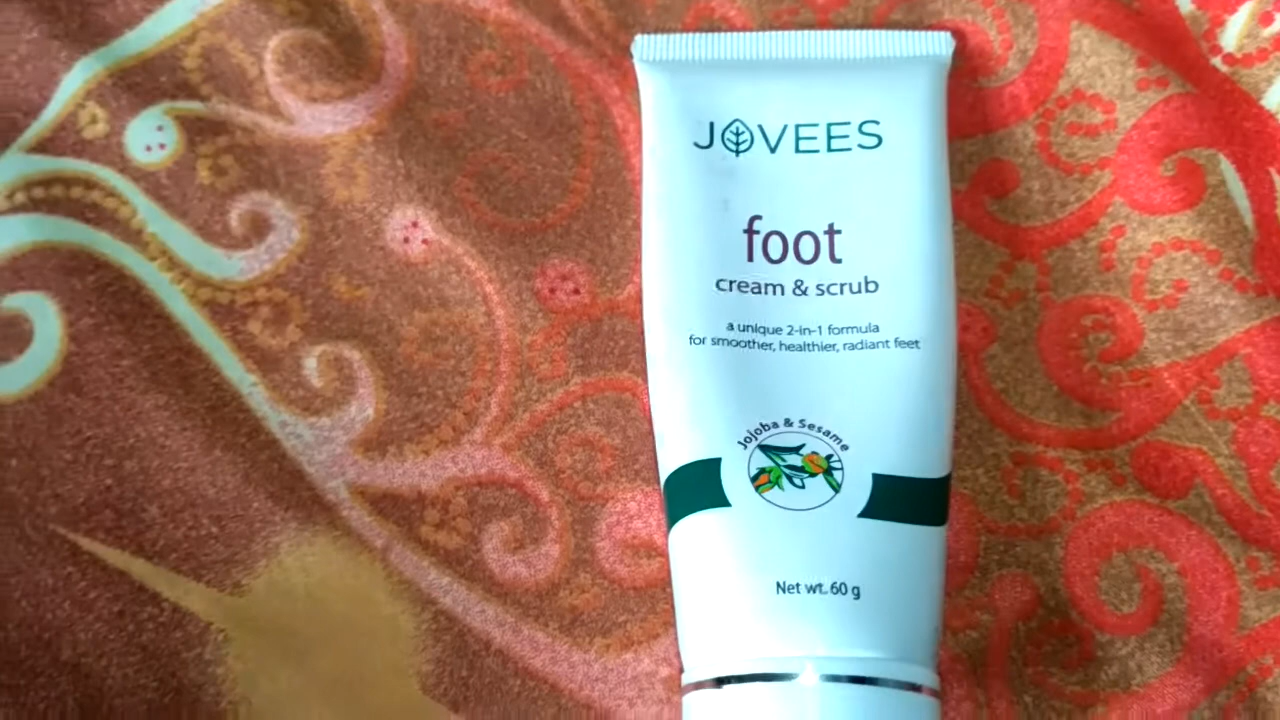 JOVEES
foot
cream & scrub
a unique 2-in-1 formula
for smoother, healthier, radiant feet
Jojoba & Sesame
Net wt. 60 g